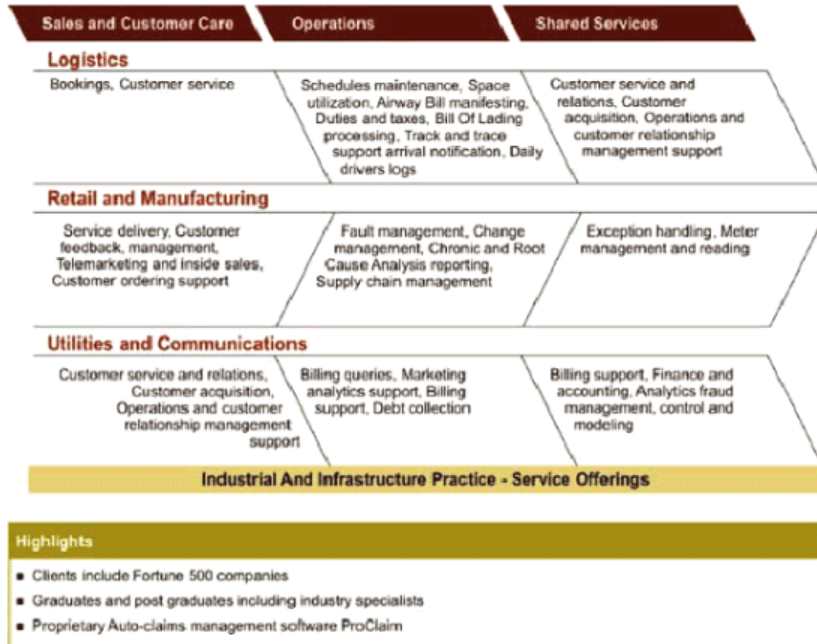 Sales and Customer Care
Operations
Shared Services
Logistics
Bookings, Customer service
Schedules maintenance, Space
utilization, Airway Bill manifesting,
Duties and taxes, Bill Of Lading
processing, Track and trace
support arrival notification, Daily
drivers logs
Customer service and
relations, Customer
acquisition, Operations and
customer relationship
management support
Retail and Manufacturing
Service delivery, Customer
feedback, management,
Telemarketing and inside sales,
Customer ordering support
Fault management, Change
management, Chronic and Root
Cause Analysis reporting,
Supply chain management
Exception handling, Meter
management and reading
Utilities and Communications
Customer service and relations,
Customer acquisition,
Operations and customer
relationship management
support
Billing queries, Marketing
analytics support, Billing
support, Debt collection
Billing support, Finance and
accounting, Analytics fraud
management, control and
modeling
Industrial And Infrastructure Practice - Service Offerings
Highlights
▪ Clients include Fortune 500 companies
▪ Graduates and post graduates including industry specialists
▪ Proprietary Auto-claims management software ProClaim